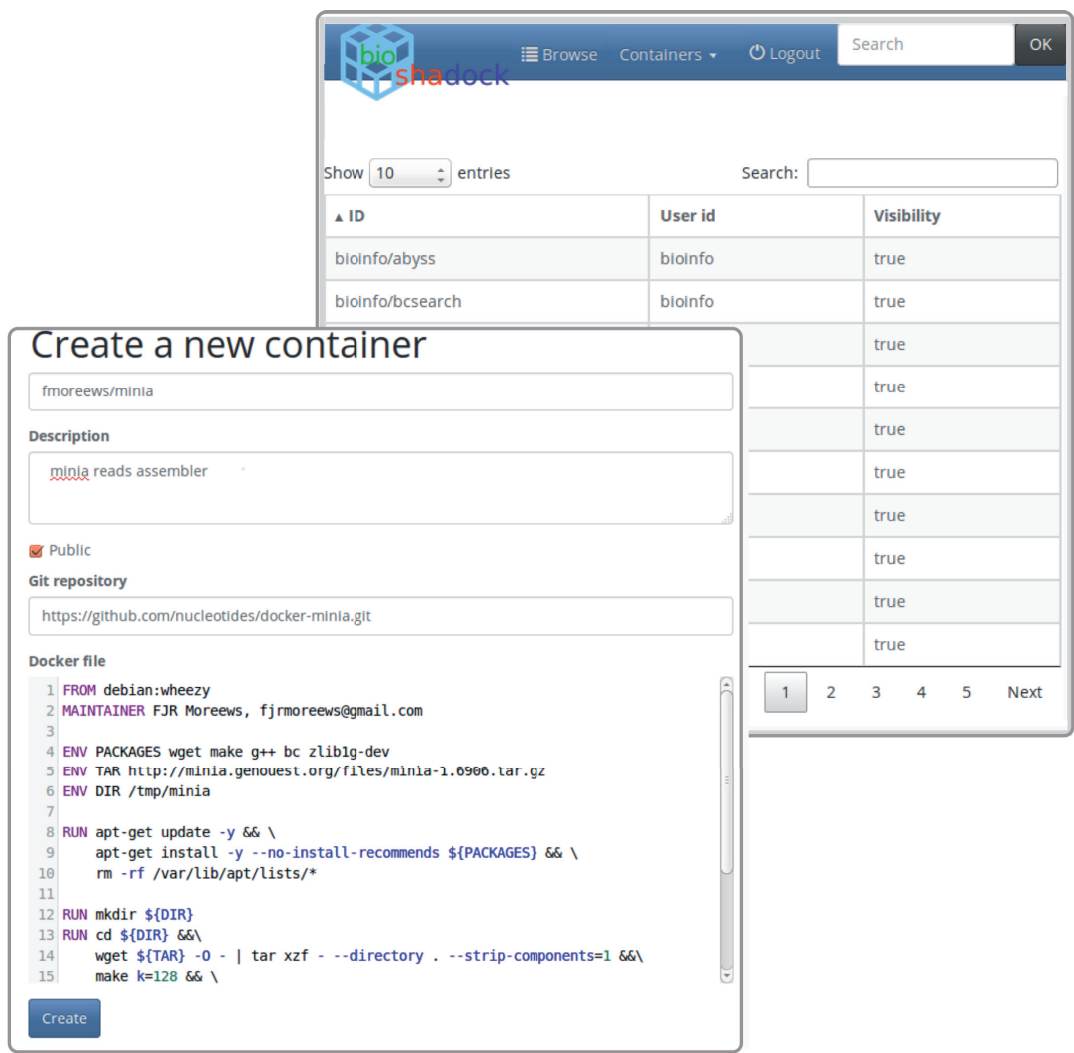 bio
shadock
Browse Containers Logout Search OK
Show 10 entries Search:
ID User id Visibility
bioinfo/abyss bioinfo true
bioinfo/bcsearch bioinfo true
true
true
true
true
true
true
true
true
1 2 3 4 5 Next
Create a new container
fmoreews/minia
Description
minia reads assembler
Public
Git repository
https://github.com/nucleotides/docker-minia.git
Docker file
1 FROM debian:wheezy
2 MAINTAINER FJR Moreews, fjrmoreews@gmail.com
3
4 ENV PACKAGES wget make g++ bc zlib1g-dev
5 ENV TAR http://minia.genouest.org/files/minia-1.6906.tar.gz
6 ENV DIR /tmp/minia
7
8 RUN apt-get update -y && \
9 apt-get install -y --no-install-recommends ${PACKAGES} && \
10 rm -rf /var/lib/apt/lists/*
11
12 RUN mkdir ${DIR}
13 RUN cd ${DIR} &&\
14 wget ${TAR} -O - | tar xzf - --directory . --strip-components=1 &&\
15 make k=128 && \
Create